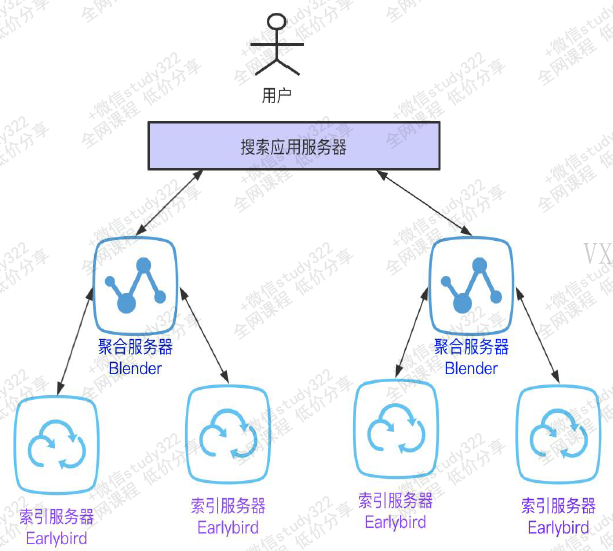 用户
搜索应用服务器
聚合服务器
Blender
聚合服务器
Blender
索引服务器
Earlybird
索引服务器
Earlybird
索引服务器
Earlybird
索引服务器
Earlybird
+微信study322
全网课程 低价分享
VX